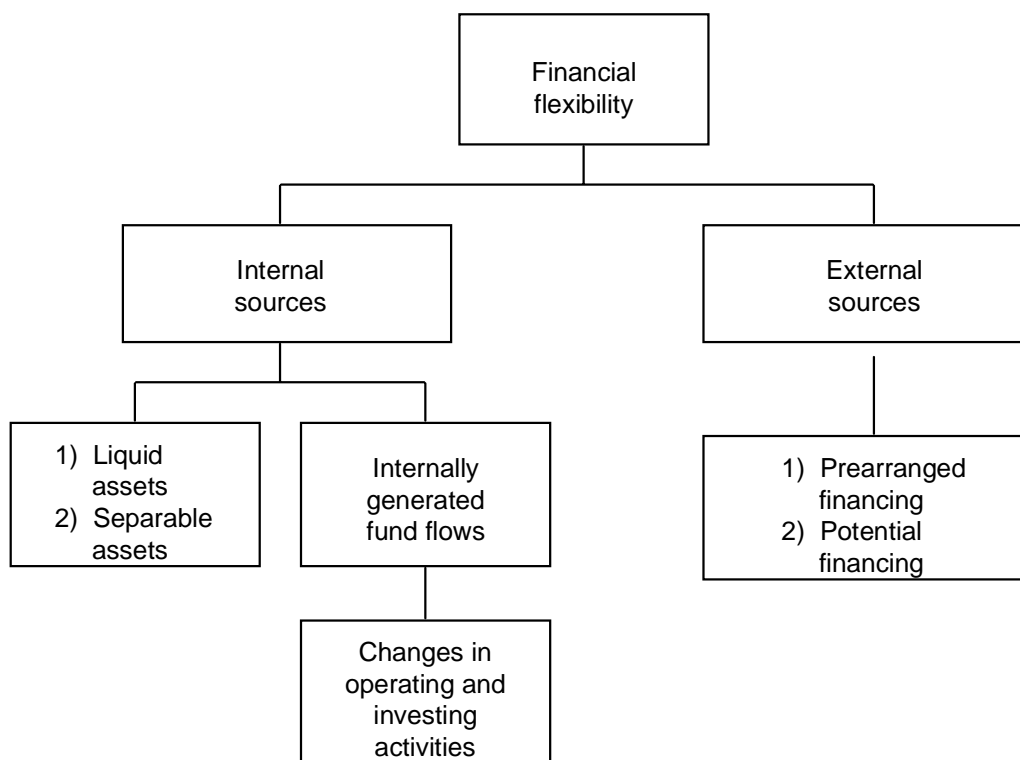 Financial
flexibility
Internal
sources
External
sources
1) Liquid
assets
2) Separable
assets
Internally
generated
fund flows
1) Prearranged
financing
2) Potential
financing
Changes in
operating and
investing
activities